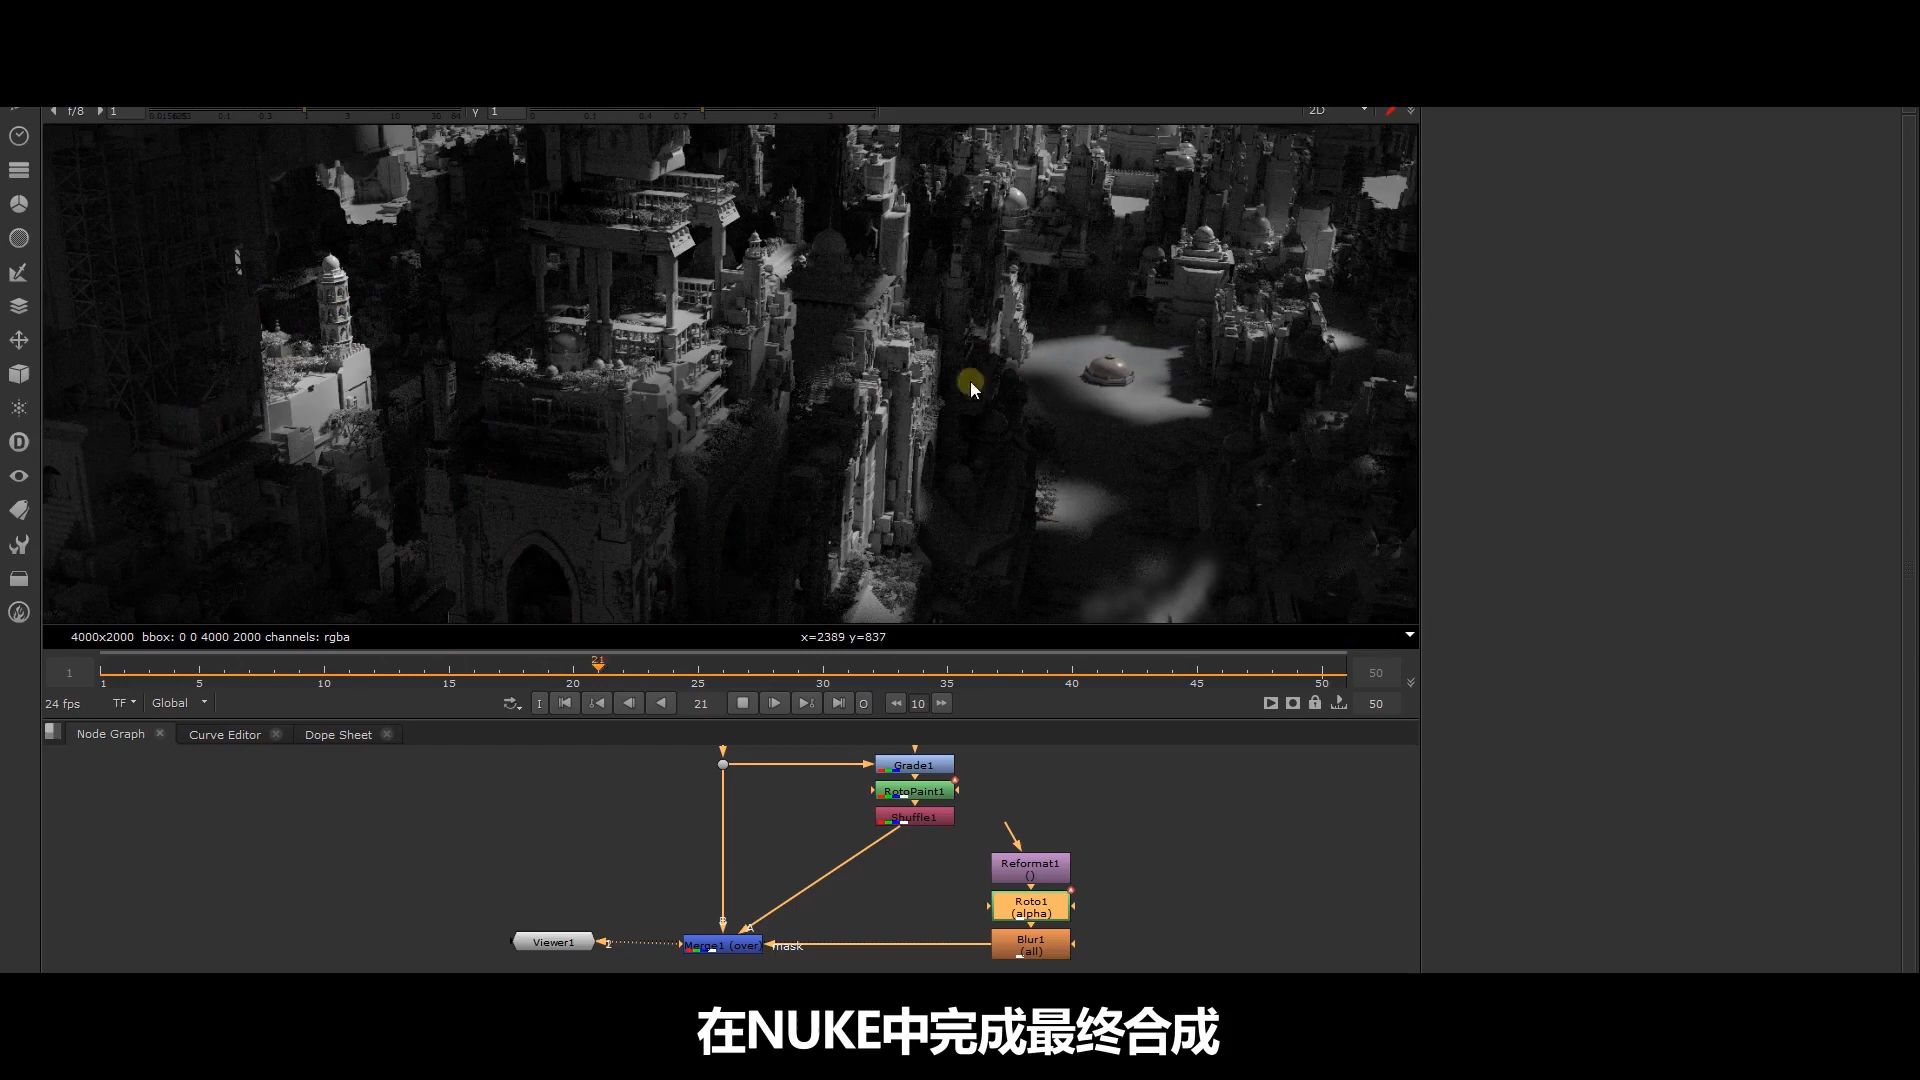 f/8 1 γ 1 2D
4000x2000 bbox: 0 0 4000 2000 channels: rgba x=2389 y=837
21
1 1 5 10 15 20 25 30 35 40 45 50 50
24 fps TF Global I 21 O 10 50
Node Graph Curve Editor Dope Sheet
Grade1
RotoPaint1
Shuffle1
Reformat1
()
Roto1
(alpha)
B A
Viewer1 1 Merge1 (over) mask
Blur1
(all)
在NUKE中完成最终合成